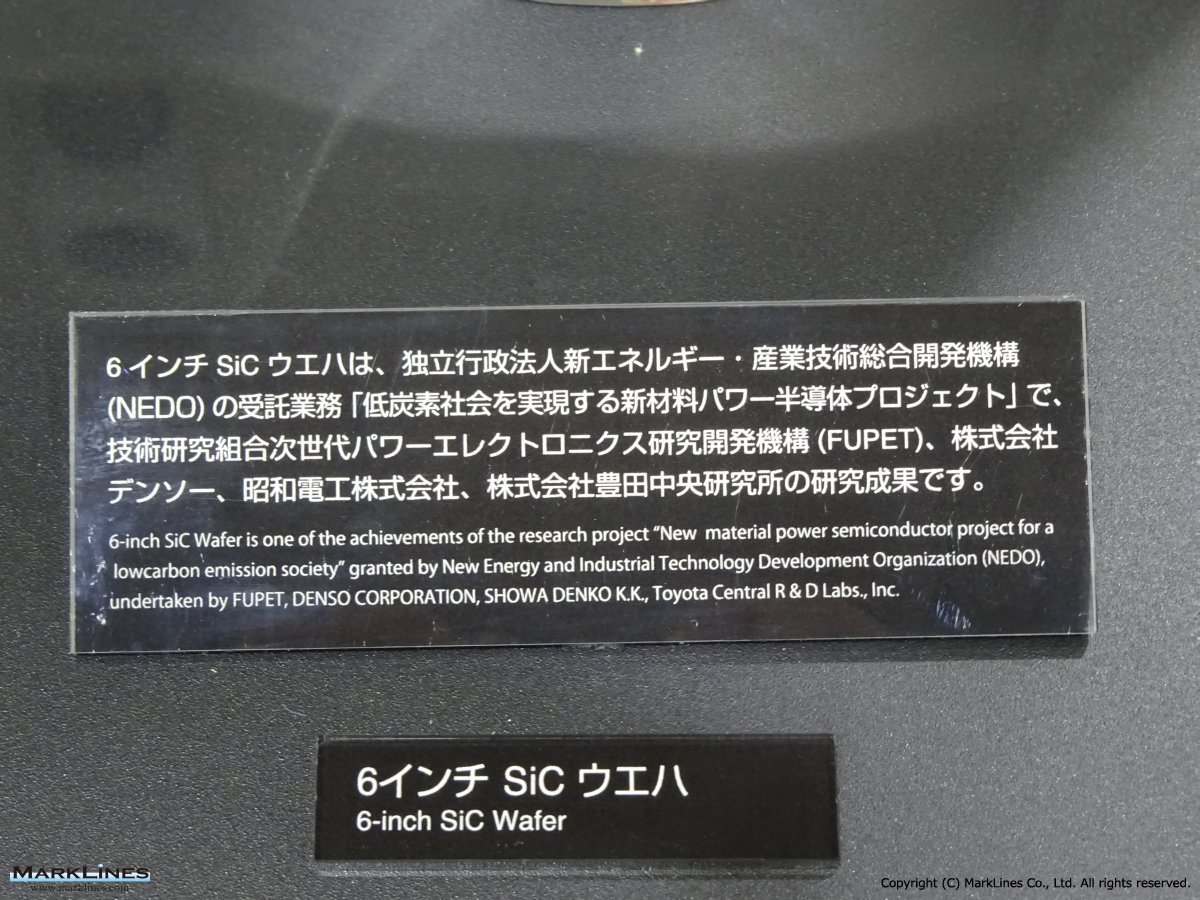 6 インチ SiC ウエハは、独立行政法人新エネルギー・産業技術総合開発機構
(NEDO) の受託業務「低炭素社会を実現する新材料パワー半導体プロジェクト」で、
技術研究組合次世代パワーエレクトロニクス研究開発機構 (FUPET)、株式会社
デンソー、昭和電工株式会社、株式会社豊田中央研究所の研究成果です。
6-inch SiC Wafer is one of the achievements of the research project “New material power semiconductor project for a
lowcarbon emission society” granted by New Energy and Industrial Technology Development Organization (NEDO),
undertaken by FUPET, DENSO CORPORATION, SHOWA DENKO K.K., Toyota Central R & D Labs., Inc.
6インチ SiC ウエハ
6-inch SiC Wafer
MARKLINES
www.marklines.com
Copyright (C) MarkLines Co., Ltd. All rights reserved.